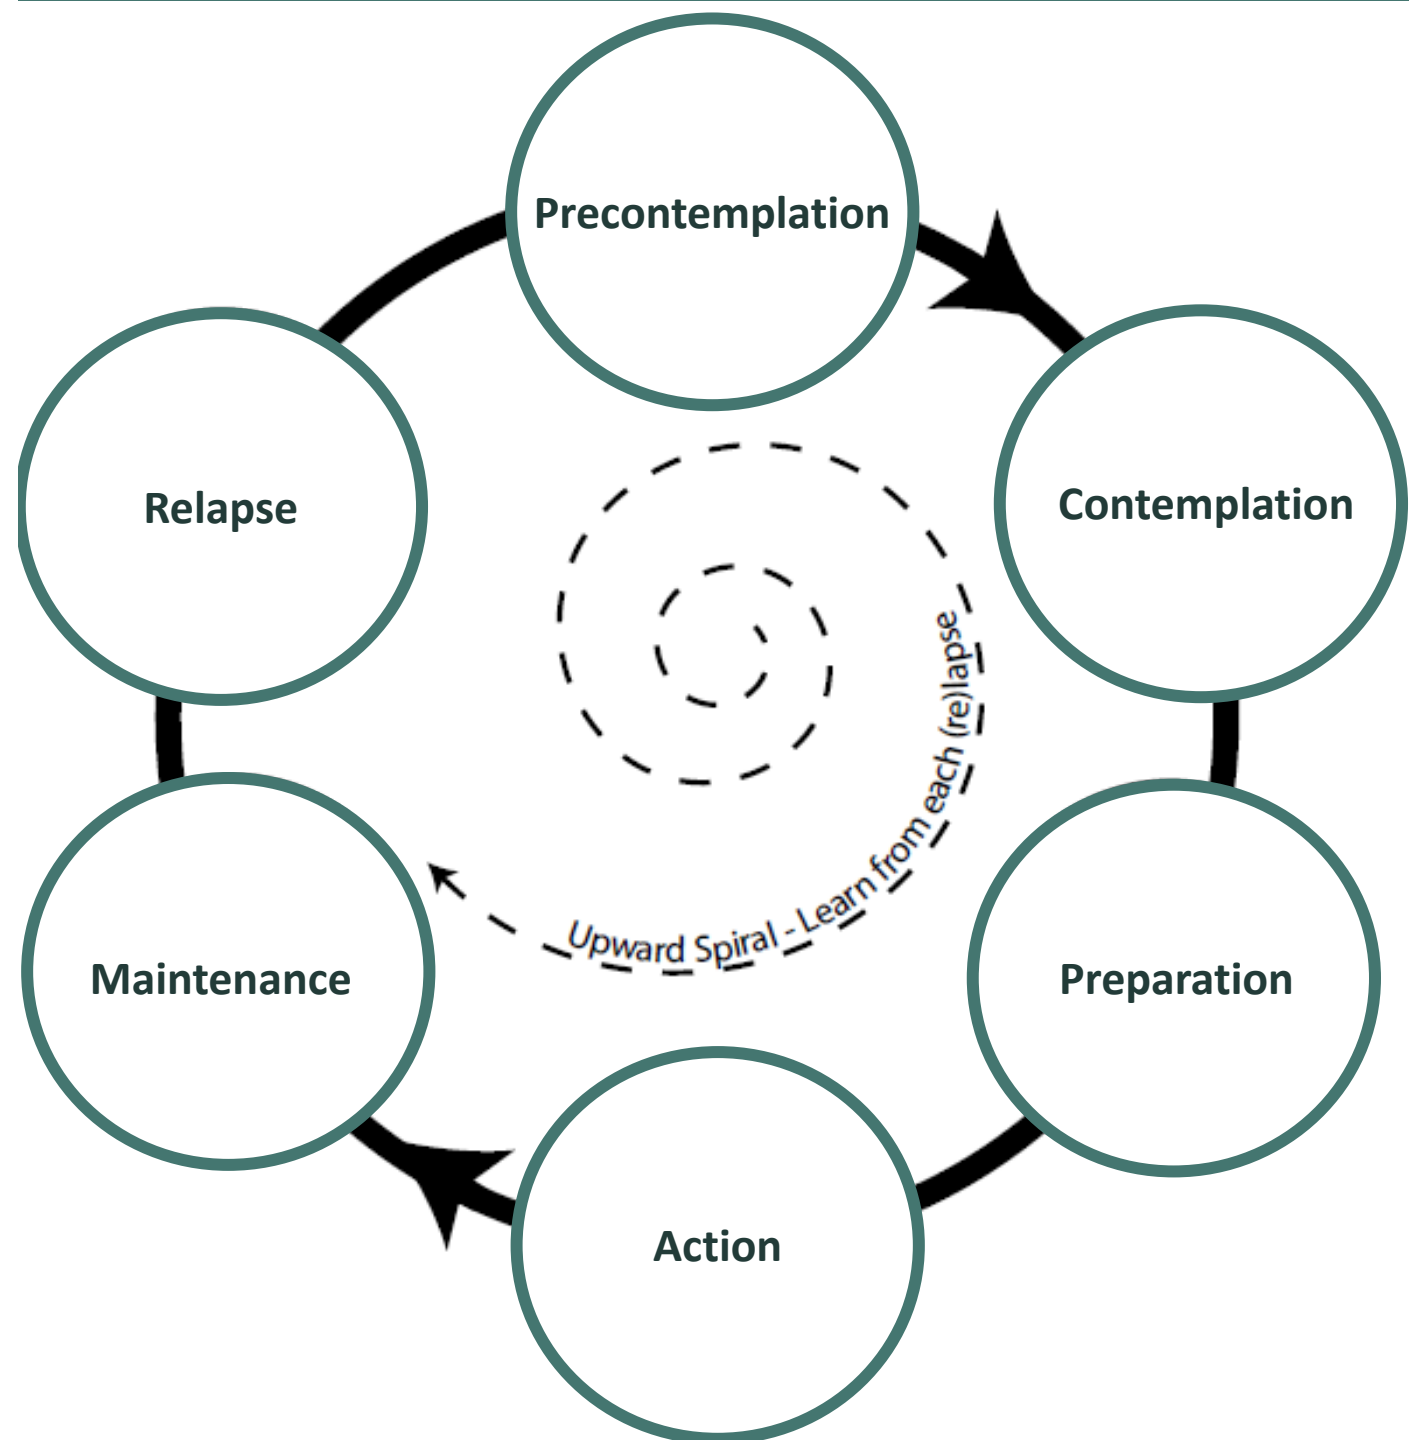 Precontemplation
Contemplation
Preparation
Action
Maintenance
Relapse
Upward Spiral - Learn from each (re)lapse